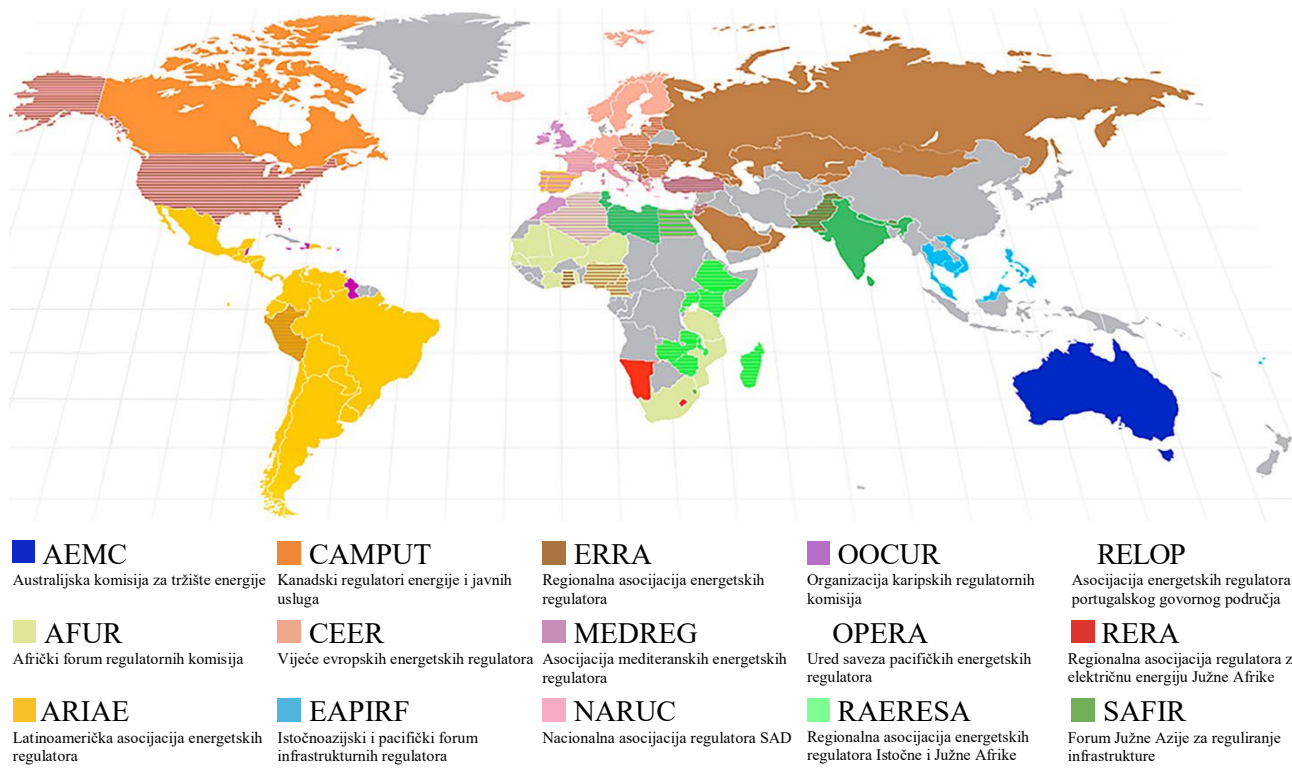 AEMC
Australijska komisija za tržište energije
CAMPUT
Kanadski regulatori energije i javnih
usluga
ERRA
Regionalna asocijacija energetskih
regulatora
OOCUR
Organizacija karipskih regulatornih
komisija
RELOP
Asocijacija energetskih regulatora
portugalskog govornog područja
AFUR
Afrički forum regulatornih komisija
CEER
Vijeće evropskih energetskih regulatora
MEDREG
Asocijacija mediteranskih energetskih
regulatora
OPERA
Ured saveza pacifičkih energetskih
regulatora
RERA
Regionalna asocijacija regulatora z
električnu energiju Južne Afrike
ARIAE
Latinoamerička asocijacija energetskih
regulatora
EAPIRF
Istočnoazijski i pacifički forum
infrastrukturnih regulatora
NARUC
Nacionalna asocijacija regulatora SAD
RAERESA
Regionalna asocijacija energetskih
regulatora Istočne i Južne Afrike
SAFIR
Forum Južne Azije za reguliranje
infrastrukture